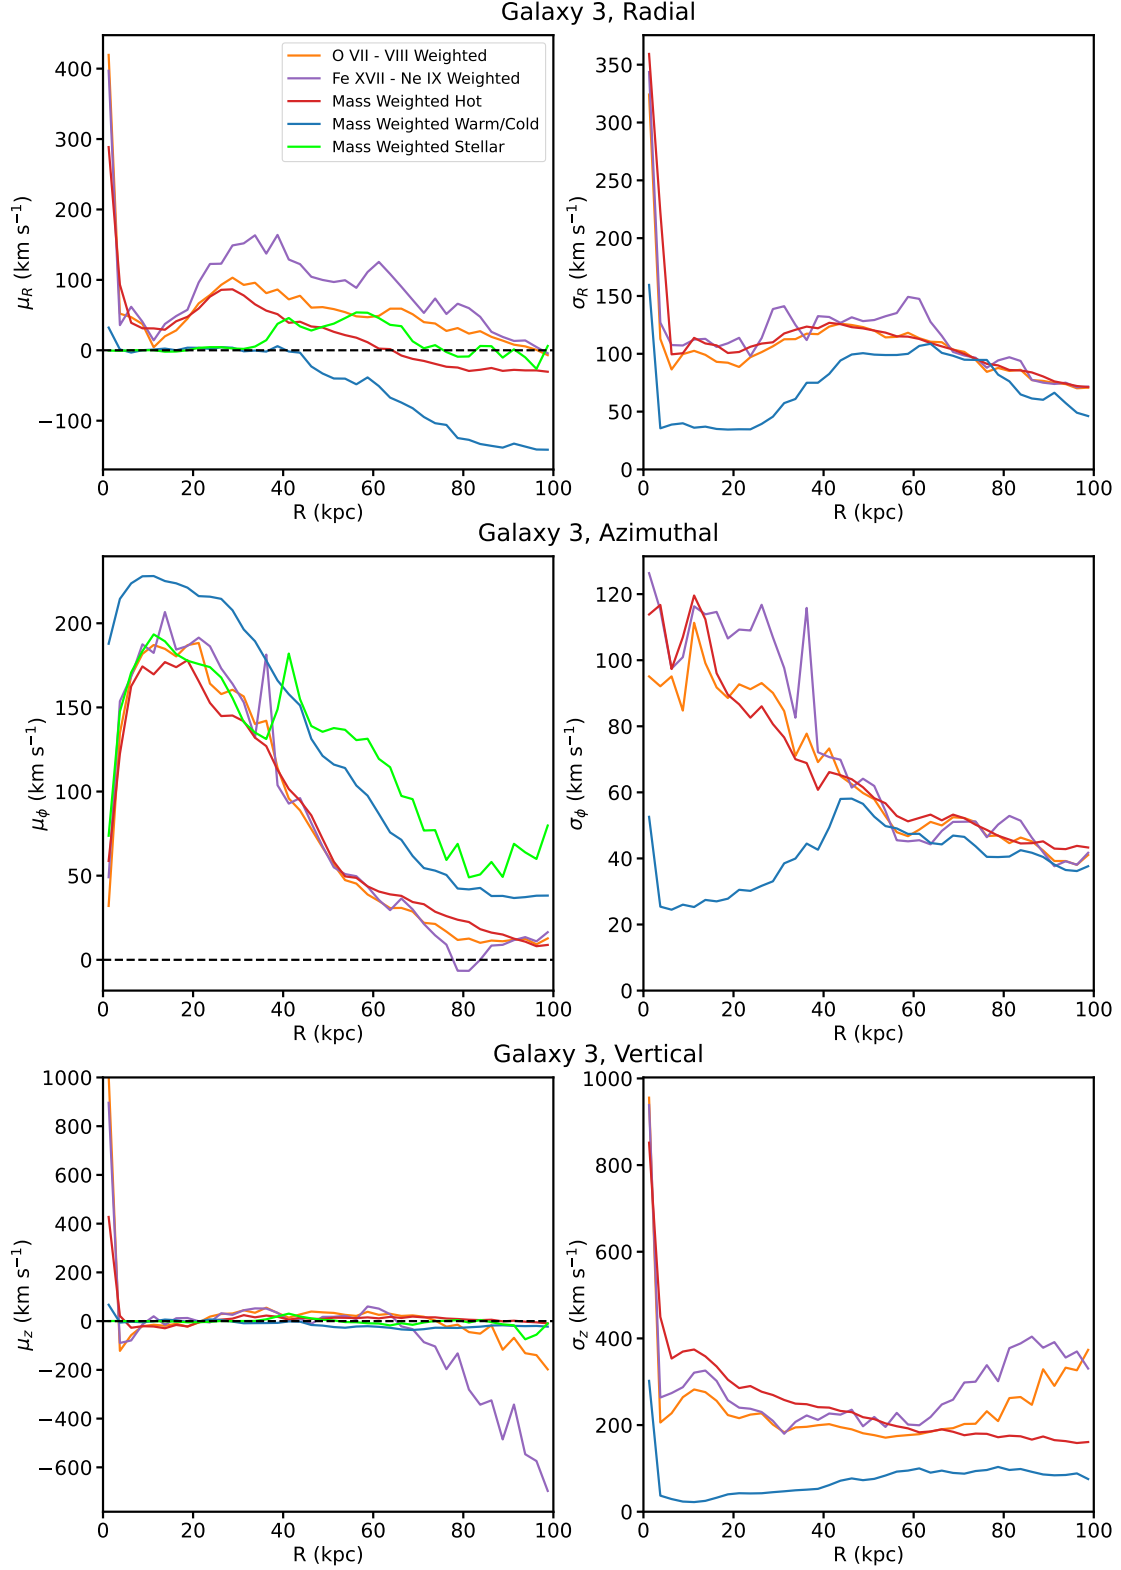 Galaxy 3, Radial
400
300
200
100
0
−100
μR (km s−1)
0 20 40 60 80 100
R (kpc)
O VII - VIII Weighted
Fe XVII - Ne IX Weighted
Mass Weighted Hot
Mass Weighted Warm/Cold
Mass Weighted Stellar
350
300
250
200
150
100
50
0
σR (km s−1)
0 20 40 60 80 100
R (kpc)
Galaxy 3, Azimuthal
200
150
100
50
0
μϕ (km s−1)
0 20 40 60 80 100
R (kpc)
120
100
80
60
40
20
0
σϕ (km s−1)
0 20 40 60 80 100
R (kpc)
Galaxy 3, Vertical
1000
800
600
400
200
0
−200
−400
−600
μz (km s−1)
0 20 40 60 80 100
R (kpc)
1000
800
600
400
200
0
σz (km s−1)
0 20 40 60 80 100
R (kpc)